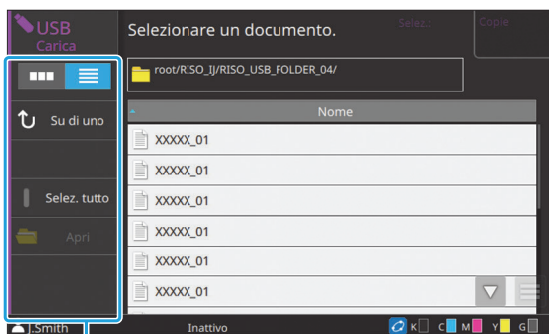 USB
Carica
Selezionare un documento.
Selez.:
Copie
root/RISO_IJ/RISO_USB_FOLDER_04/
Su di uno
Nome
XXXXX_01
XXXXX_01
XXXXX_01
Selez. tutto
XXXXX_01
Apri
XXXXX_01
XXXXX_01
J.Smith
Inattivo
K
C
M
Y
G